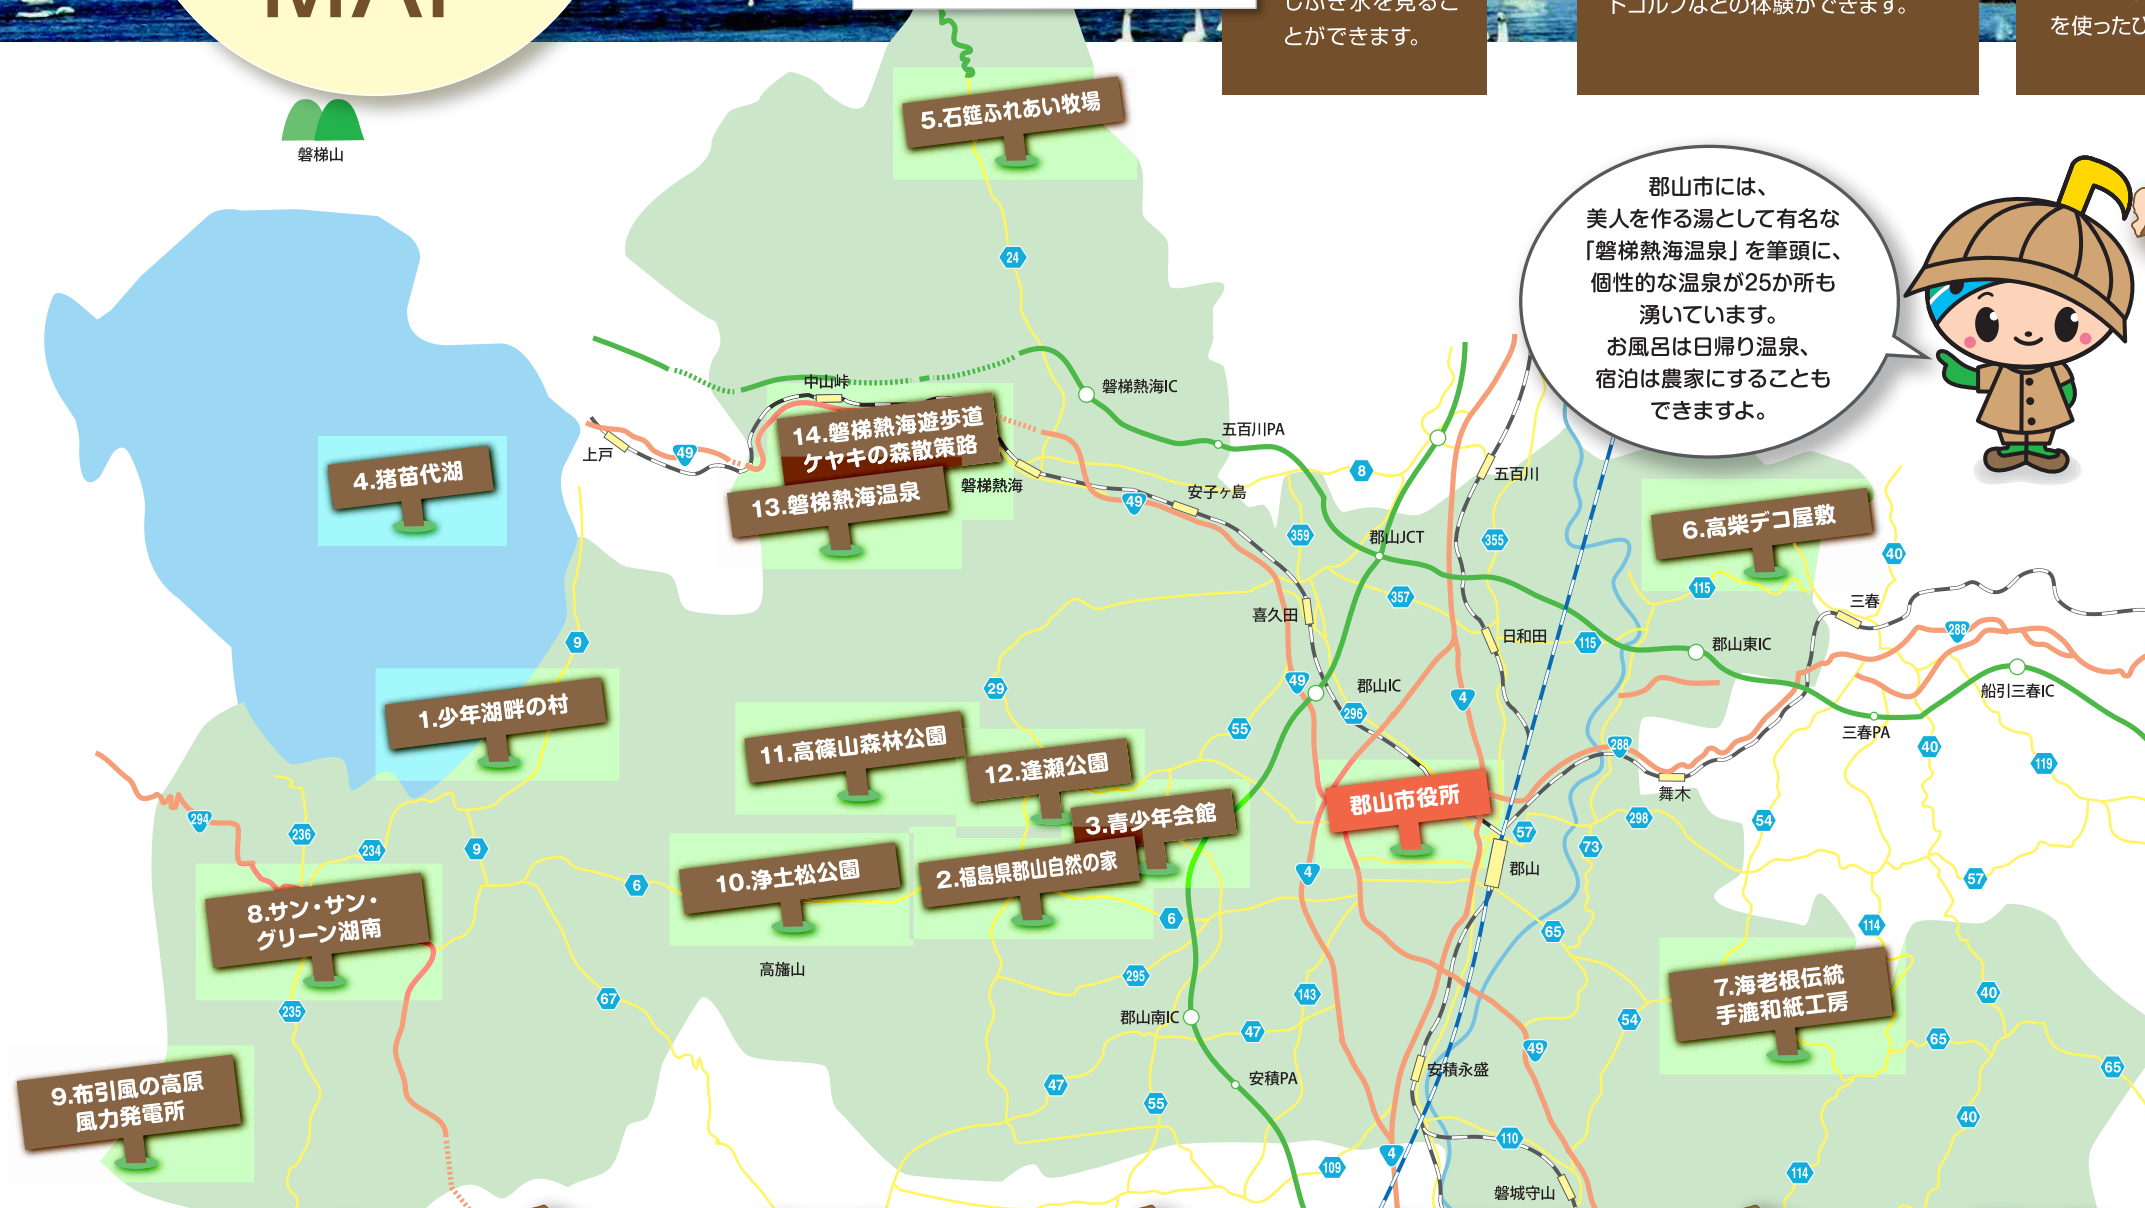 MAP
しぶき氷を見るこ
とができます。
トゴルフなどの体験ができます。
を使ったひ
磐梯山
5.石筵ふれあい牧場
郡山市には、
美人を作る湯として有名な
「磐梯熱海温泉」を筆頭に、
個性的な温泉が25か所も
湧いています。
お風呂は日帰り温泉、
宿泊は農家にすることも
できますよ。
24
中山峠
磐梯熱海IC
五百川PA
上戸
49
14.磐梯熱海遊歩道
ケヤキの森散策路
13.磐梯熱海温泉
磐梯熱海
49
安子ヶ島
8
五百川
4.猪苗代湖
6.高柴デコ屋敷
359
郡山JCT
355
40
357
115
三春
喜久田
日和田
115
郡山東IC
288
9
29
49
郡山IC
4
船引三春IC
1.少年湖畔の村
296
55
三春PA
40
119
11.高篠山森林公園
12.逢瀬公園
288
舞木
郡山市役所
3.青少年会館
294
236
234
9
57
298
73
54
10.浄土松公園
2.福島県郡山自然の家
6
4
郡山
57
8.サン・サン・
グリーン湖南
6
65
114
高旛山
295
67
235
143
7.海老根伝統
手漉和紙工房
40
郡山南IC
47
54
49
65
65
9.布引風の高原
風力発電所
47
55
安積PA
安積永盛
40
110
109
4
114
磐城守山